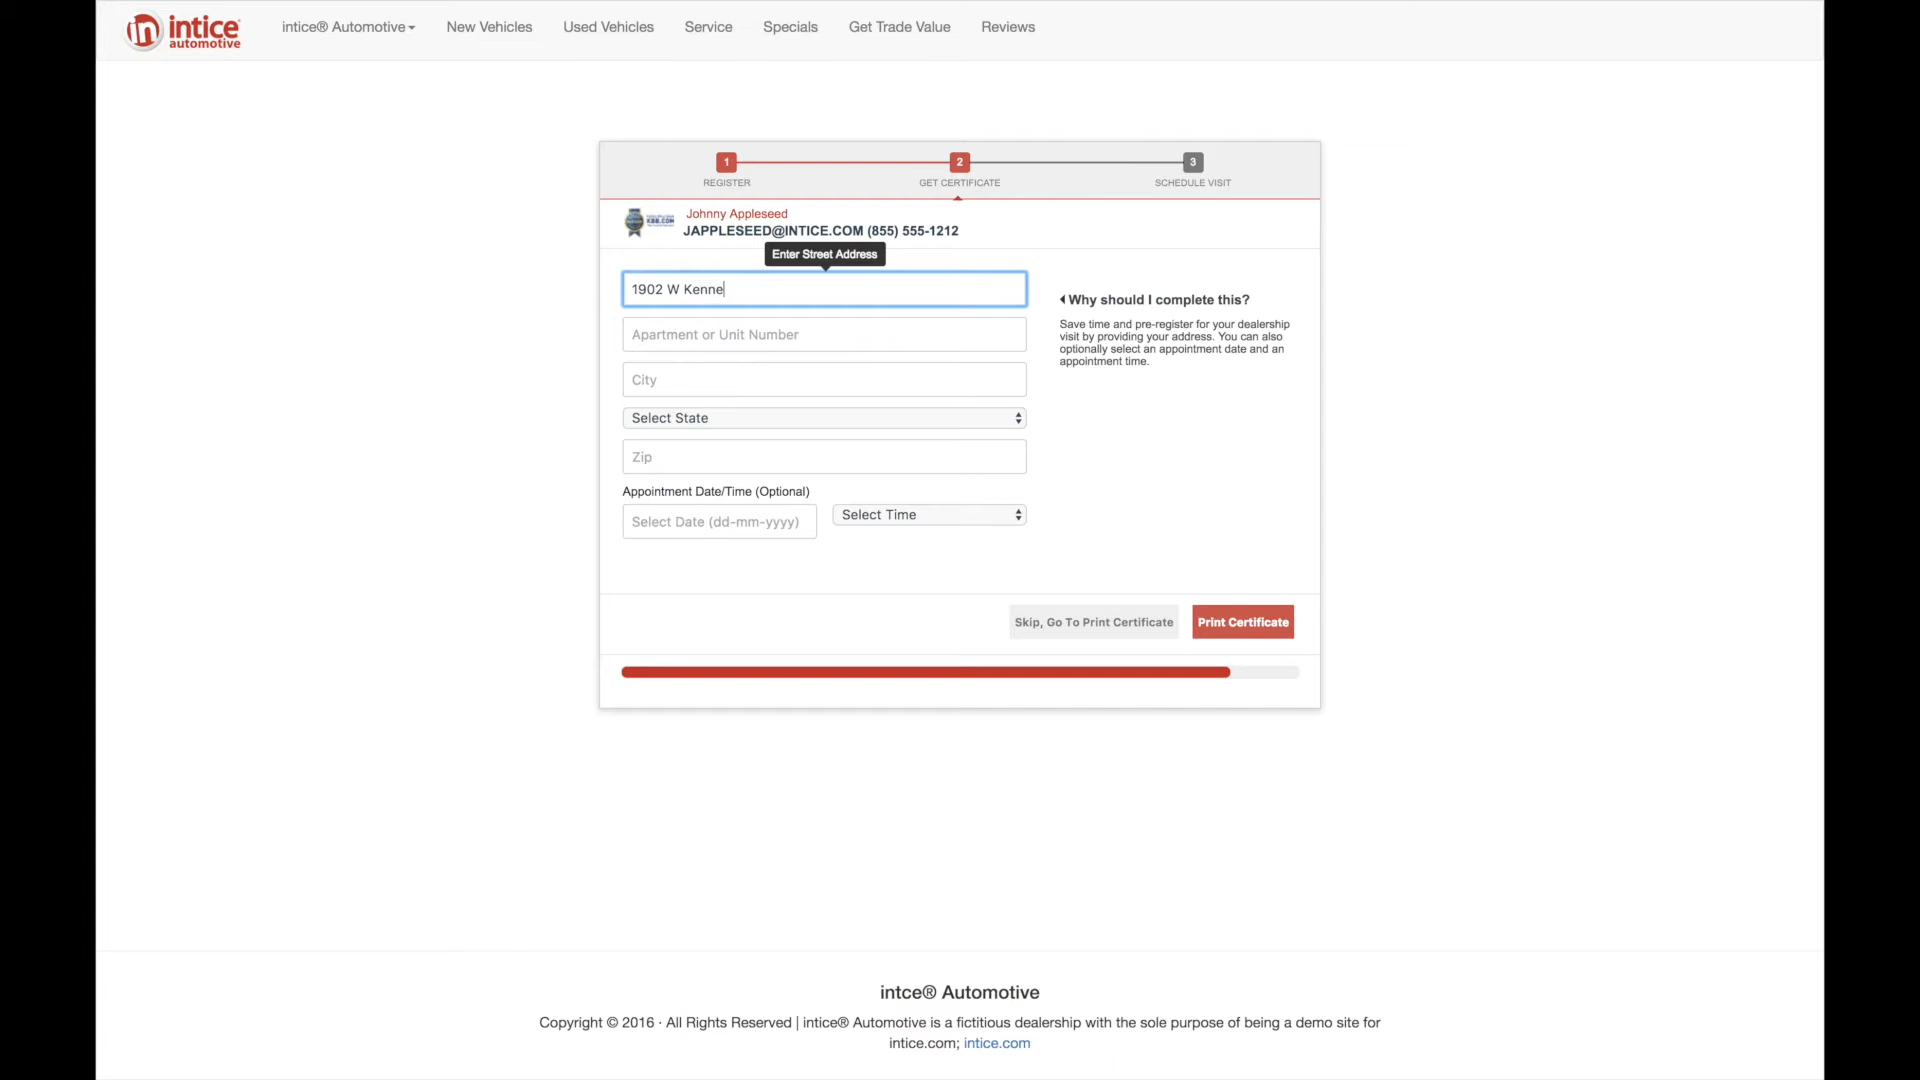 intice®
automotive
intice® Automotive
New Vehicles
Used Vehicles
Service
Specials
Get Trade Value
Reviews
1
2
3
REGISTER
GET CERTIFICATE
SCHEDULE VISIT
KBB.COM
Johnny Appleseed
JAPPLESEED@INTICE.COM (855) 555-1212
Enter Street Address
1902 W Kenne
Apartment or Unit Number
City
Select State
Zip
Appointment Date/Time (Optional)
Select Date (dd-mm-yyyy)
Select Time
Why should I complete this?
Save time and pre-register for your dealership
visit by providing your address. You can also
optionally select an appointment date and an
appointment time.
Skip, Go To Print Certificate
Print Certificate
intce® Automotive
Copyright © 2016 · All Rights Reserved | intice® Automotive is a fictitious dealership with the sole purpose of being a demo site for
intice.com; intice.com